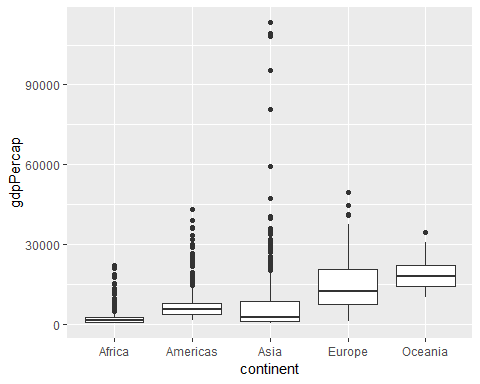 gdpPercap
90000
60000
30000
0
Africa Americas Asia Europe Oceania
continent